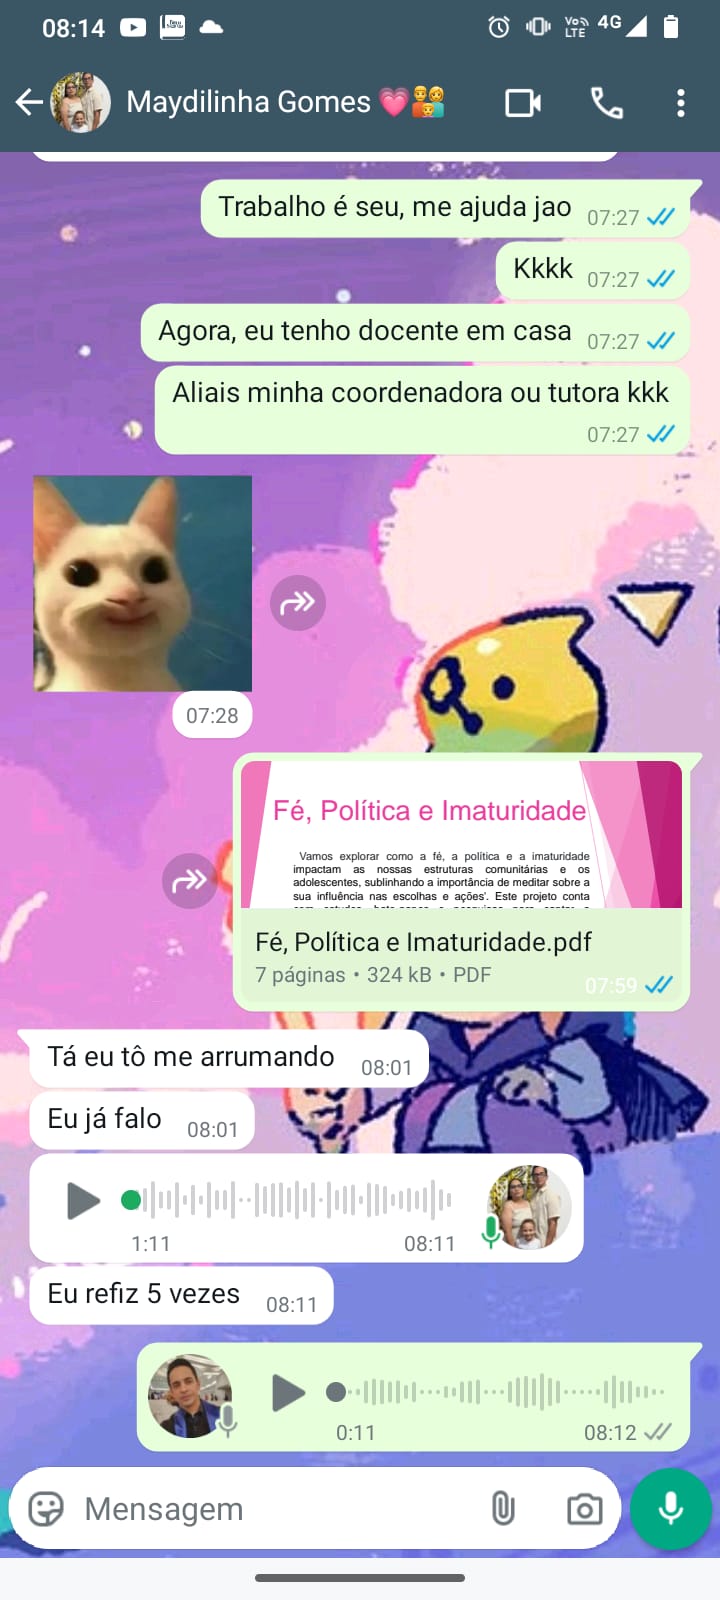 08:14
Vo)) LTE 4G
Maydilinha Gomes
Trabalho é seu, me ajuda jao 07:27
Kkkk 07:27
Agora, eu tenho docente em casa 07:27
Aliais minha coordenadora ou tutora kkk
07:27
07:28
Fé, Política e Imaturidade
Vamos explorar como a fé, a política e a imaturidade
impactam as nossas estruturas comunitárias e os
adolescentes, sublinhando a importância de meditar sobre a
sua influência nas escolhas e ações'. Este projeto conta
Fé, Política e Imaturidade.pdf
7 páginas • 324 kB • PDF 07:59
Tá eu tô me arrumando 08:01
Eu já falo 08:01
1:11 08:11
Eu refiz 5 vezes 08:11
0:11 08:12
Mensagem